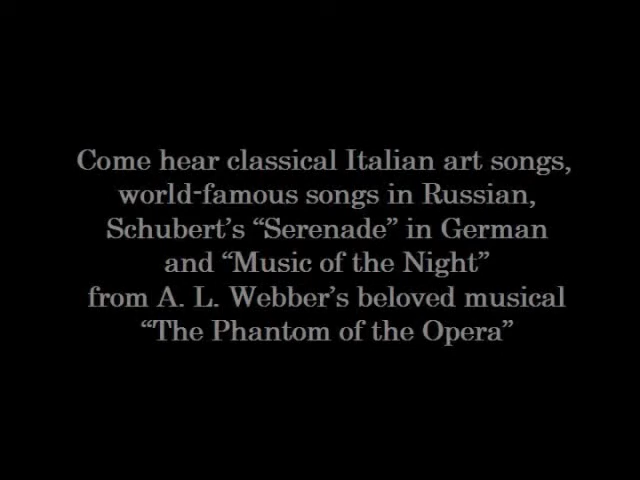 Come hear classical Italian art songs,
world-famous songs in Russian,
Schubert’s “Serenade” in German
and “Music of the Night”
from A. L. Webber’s beloved musical
“The Phantom of the Opera”